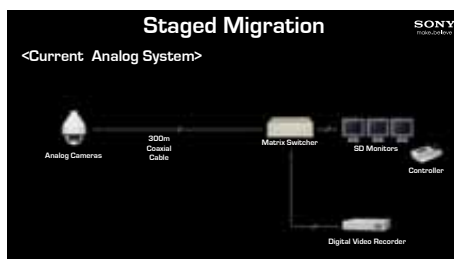 Staged Migration
SONY
make.believe
<Current Analog System>
Analog Cameras
300m
Coaxial
Cable
Matrix Switcher
SD Monitors
Controller
Digital Video Recorder